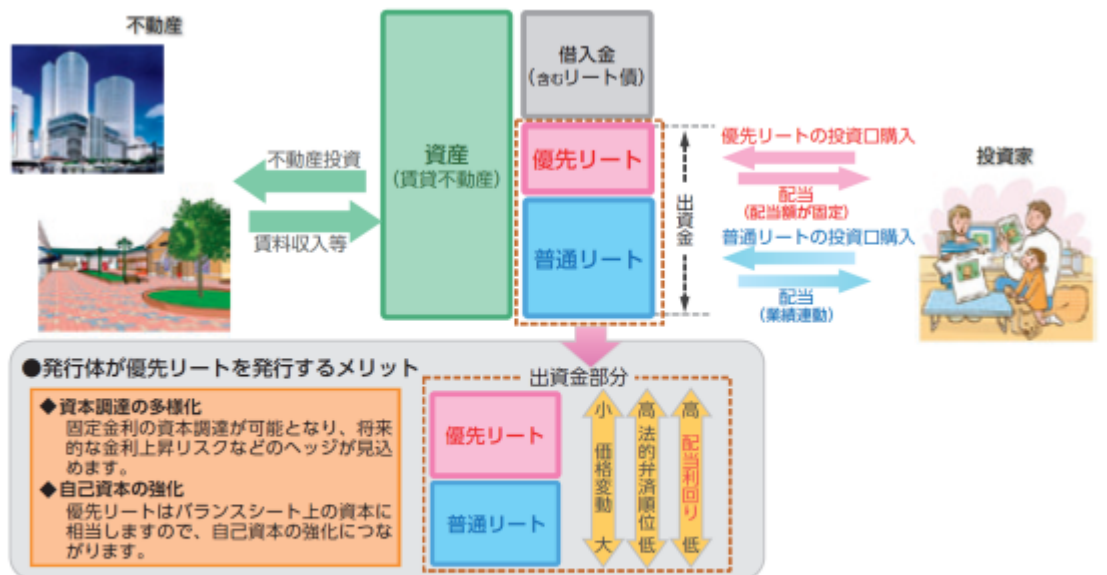 不動産
不動産投資
賃料収入等
資産
(賃貸不動産)
借入金
(含むリート債)
優先リート
普通リート
出資金
優先リートの投資口購入
配当
(配当額が固定)
普通リートの投資口購入
配当
(業績連動)
投資家
●発行体が優先リートを発行するメリット
◆資本調達の多様化
固定金利の資本調達が可能となり、将来
的な金利上昇リスクなどのヘッジが見込
めます。
◆自己資本の強化
優先リートはバランスシート上の資本に
相当しますので、自己資本の強化につな
がります。
出資金部分
優先リート
普通リート
小 価格変動 大
高 法的弁済順位 低
高 配当利回り 低